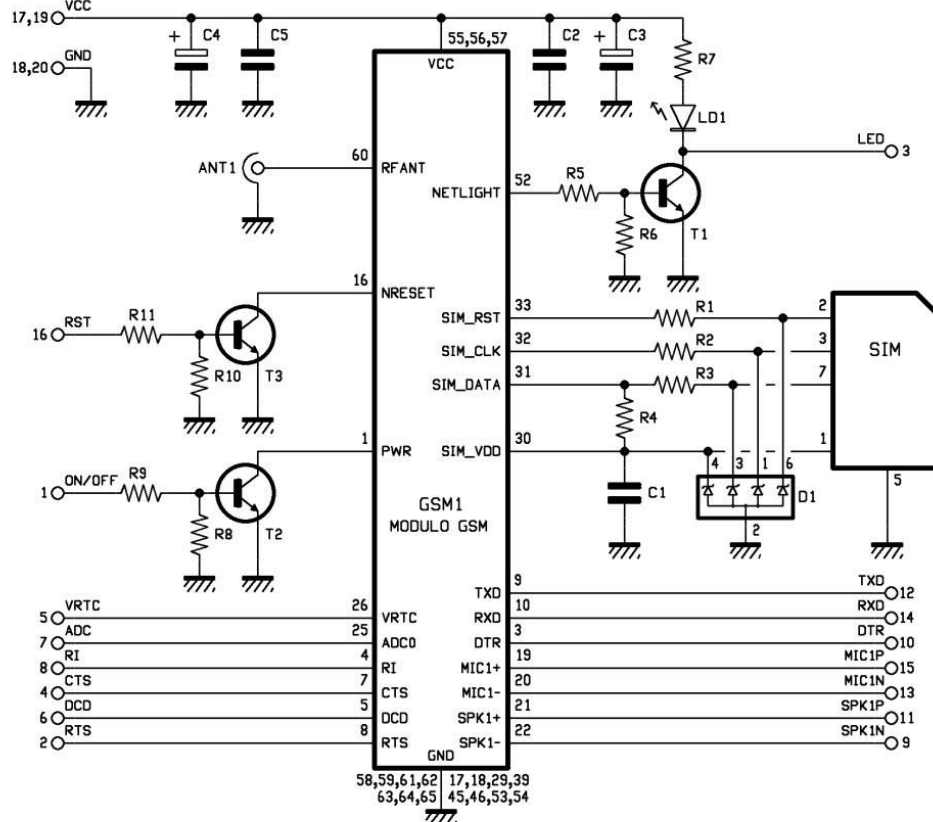 17,19 VCC
18,20 GND
+ C4
C5
55,56,57
VCC
C2
+ C3
R7
LD1
LED 3
ANT1
60 RFANT
NETLIGHT 52
R5
R6
T1
16 NRESET
16 RST
R11
R10
T3
SIM_RST 33
R1
2
SIM_CLK 32
R2
3
SIM
SIM_DATA 31
R3
7
R4
1 PWR
SIM_VDD 30
1
1 ON/OFF
R9
R8
T2
GSM1
MODULO GSM
C1
4 3 1 6
D1
2
5
TXD 9 TXD 12
RXD 10 RXD 14
DTR 3 DTR 10
5 VRTC 26 VRTC
7 ADC 25 ADC0
8 RI 4 RI
4 CTS 7 CTS
6 DCD 5 DCD
2 RTS 8 RTS
MIC1+ 19 MIC1P 15
MIC1- 20 MIC1N 13
SPK1+ 21 SPK1P 11
SPK1- 22 SPK1N 9
GND
58,59,61,62 17,18,29,39
63,64,65 45,46,53,54